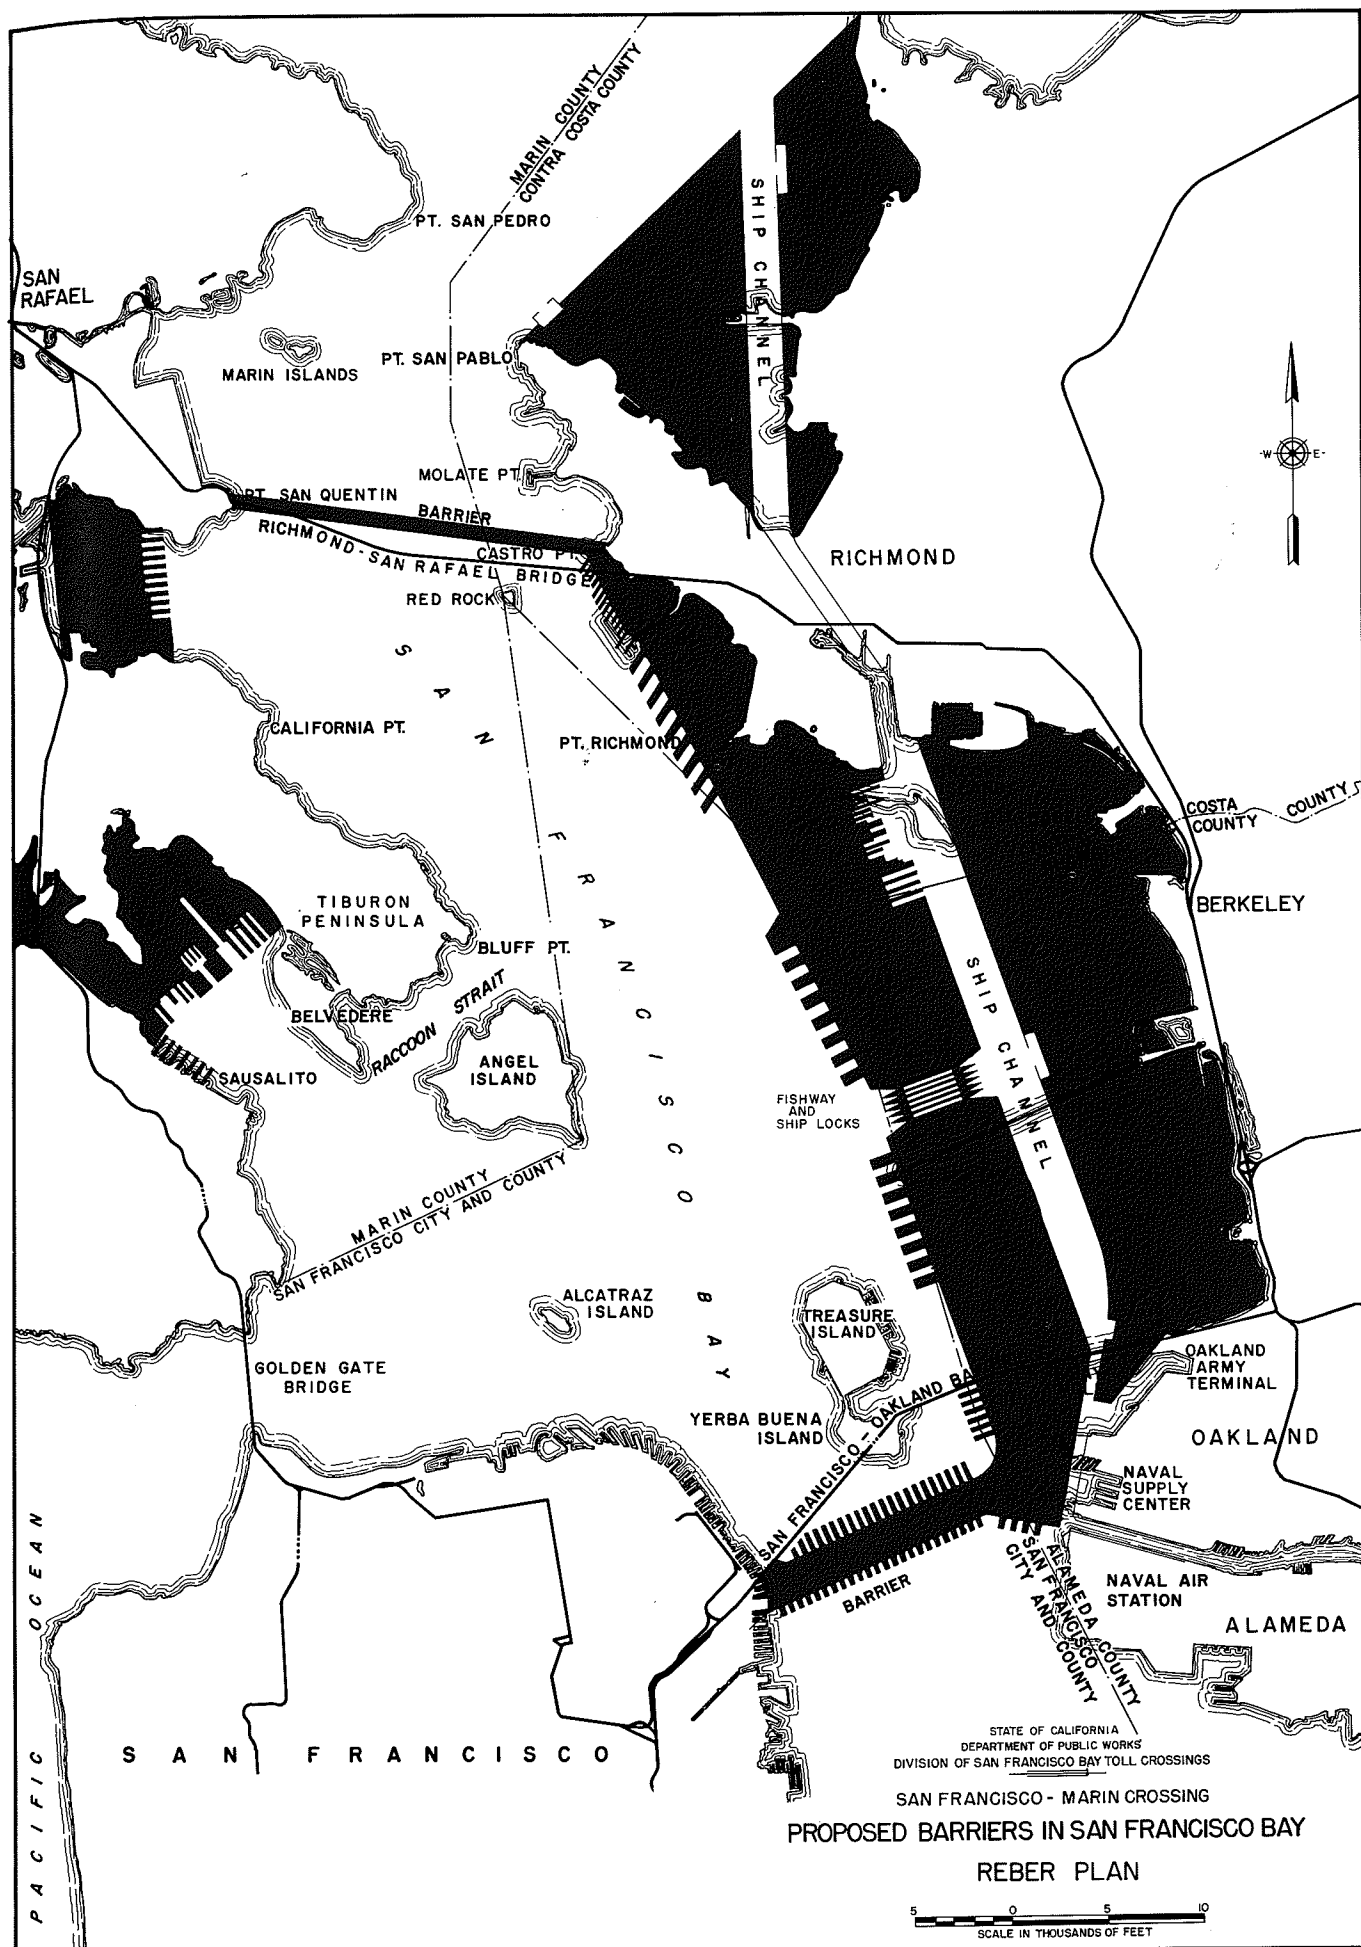 MARIN COUNTY
CONTRA COSTA COUNTY
PT. SAN PEDRO
SHIP CHANNEL
SAN
RAFAEL
MARIN ISLANDS
PT. SAN PABLO
MOLATE PT.
PT. SAN QUENTIN
BARRIER
RICHMOND-SAN RAFAEL BRIDGE
CASTRO PT.
RED ROCK
RICHMOND
-W
E-
SAN FRANCISCO BAY
CALIFORNIA PT.
PT. RICHMOND
COSTA
COUNTY
COUNTY
BERKELEY
TIBURON
PENINSULA
BLUFF PT.
BELVEDERE
RACCOON STRAIT
ANGEL
ISLAND
SAUSALITO
SHIP CHANNEL
FISHWAY
AND
SHIP LOCKS
MARIN COUNTY
SAN FRANCISCO CITY AND COUNTY
ALCATRAZ
ISLAND
TREASURE
ISLAND
GOLDEN GATE
BRIDGE
YERBA BUENA
ISLAND
SAN FRANCISCO-OAKLAND BA
OAKLAND
ARMY
TERMINAL
OAKLAND
NAVAL
SUPPLY
CENTER
BARRIER
ALAMEDA COUNTY
SAN FRANCISCO
CITY AND COUNTY
NAVAL AIR
STATION
ALAMEDA
PACIFIC OCEAN
SAN FRANCISCO
STATE OF CALIFORNIA
DEPARTMENT OF PUBLIC WORKS
DIVISION OF SAN FRANCISCO BAY TOLL CROSSINGS
SAN FRANCISCO - MARIN CROSSING
PROPOSED BARRIERS IN SAN FRANCISCO BAY
REBER PLAN
5 0 5 10
SCALE IN THOUSANDS OF FEET